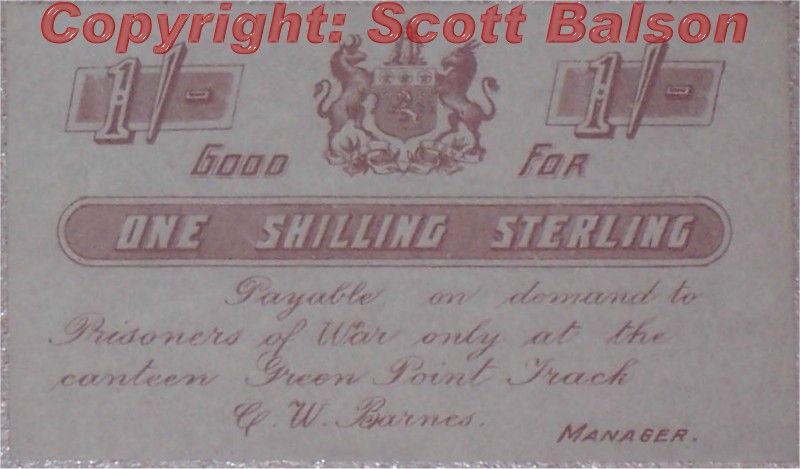 Copyright: Scott Balson
1/- 1/-
GOOD FOR
ONE SHILLING STERLING
Payable on demand to
Prisoners of War only at the
canteen Green Point Track
C. W. Barnes.
MANAGER.